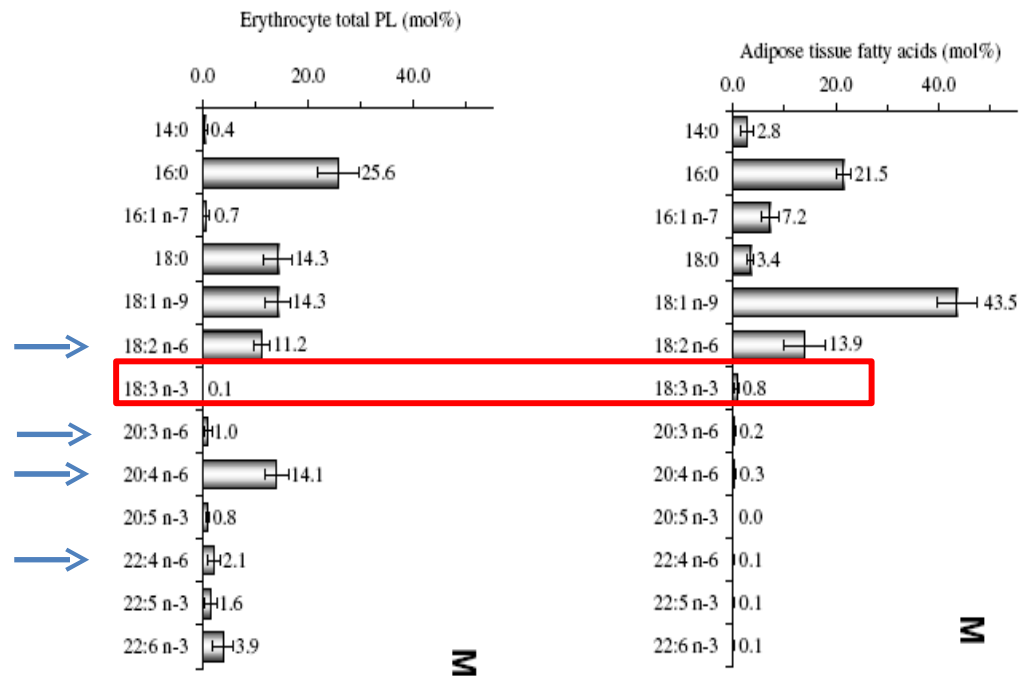 Erythrocyte total PL (mol%)
0.0 20.0 40.0
14:0 0.4
16:0 25.6
16:1 n-7 0.7
18:0 14.3
18:1 n-9 14.3
18:2 n-6 11.2
18:3 n-3 0.1
20:3 n-6 1.0
20:4 n-6 14.1
20:5 n-3 0.8
22:4 n-6 2.1
22:5 n-3 1.6
22:6 n-3 3.9
M
Adipose tissue fatty acids (mol%)
0.0 20.0 40.0
14:0 2.8
16:0 21.5
16:1 n-7 7.2
18:0 3.4
18:1 n-9 43.5
18:2 n-6 13.9
18:3 n-3 0.8
20:3 n-6 0.2
20:4 n-6 0.3
20:5 n-3 0.0
22:4 n-6 0.1
22:5 n-3 0.1
22:6 n-3 0.1
M